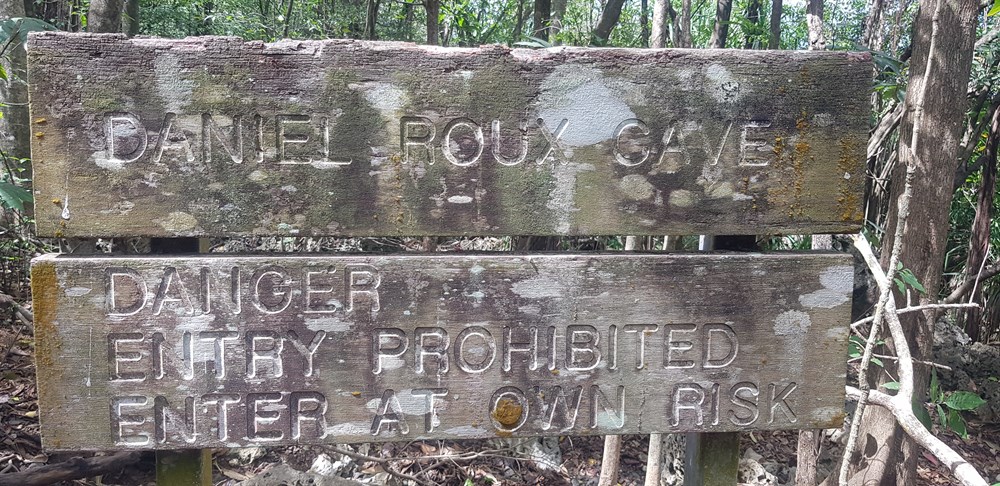 DANIEL ROUX CAVE
DANGER
ENTRY PROHIBITED
ENTER AT OWN RISK